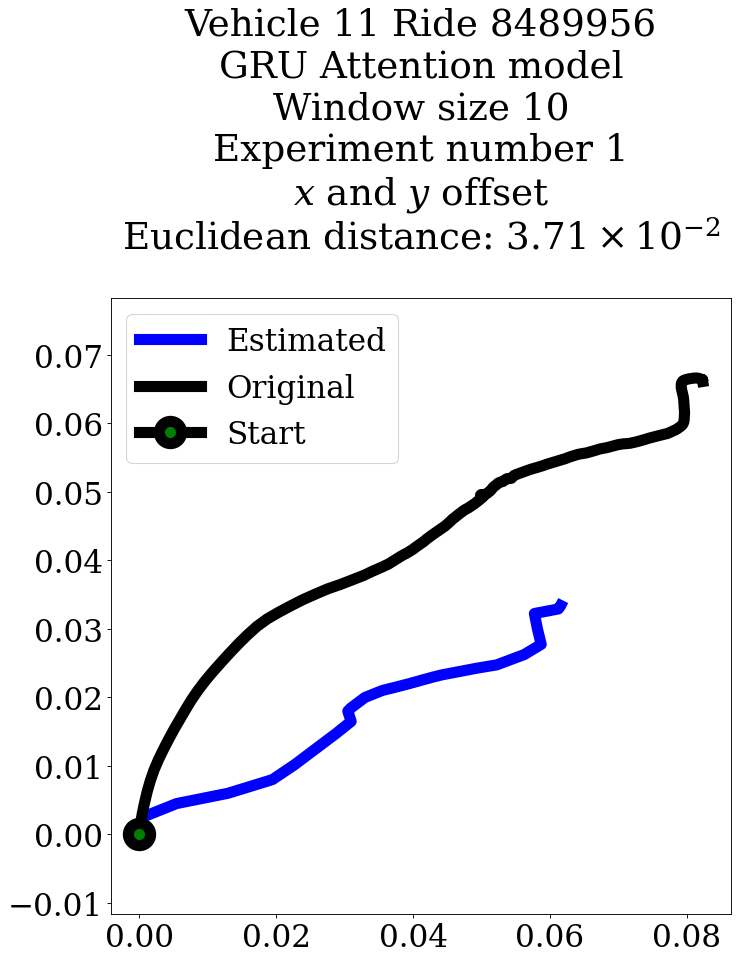 Vehicle 11 Ride 8489956
GRU Attention model
Window size 10
Experiment number 1
x and y offset
Euclidean distance: 3.71 × 10⁻²
Estimated
Original
Start
0.07
0.06
0.05
0.04
0.03
0.02
0.01
0.00
−0.01
0.00 0.02 0.04 0.06 0.08